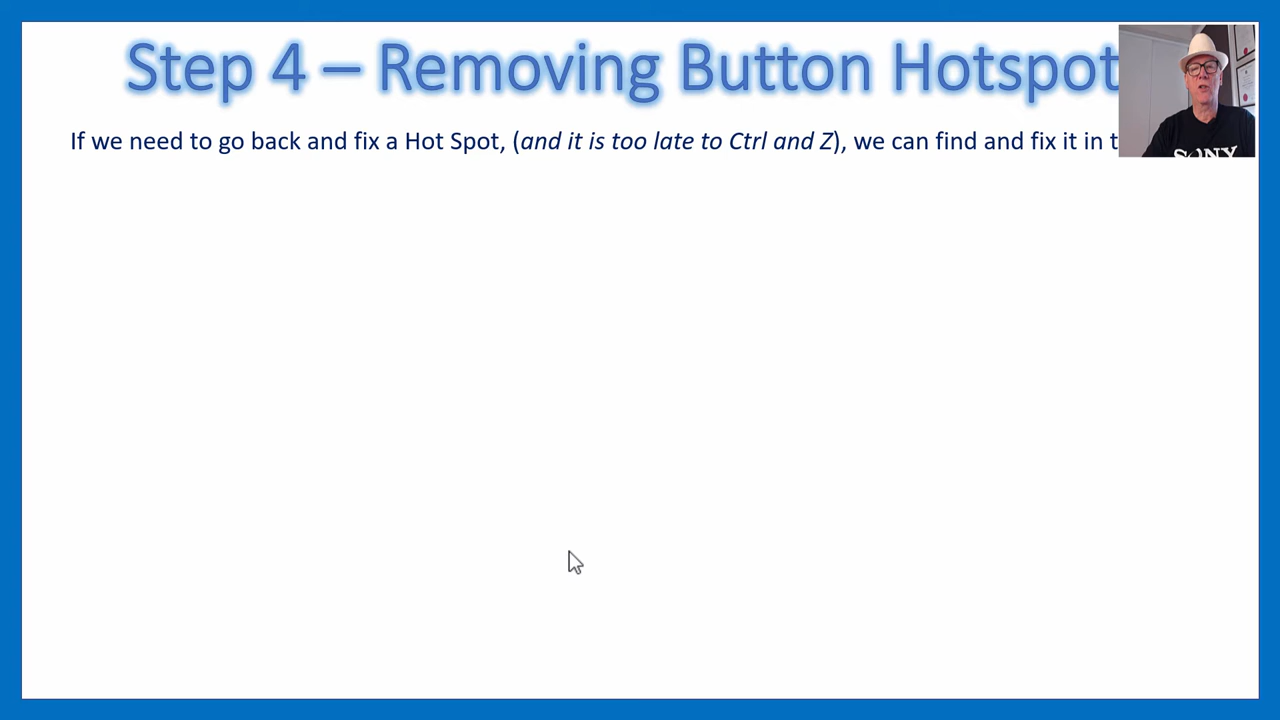 Step 4 – Removing Button Hotspot
If we need to go back and fix a Hot Spot, (and it is too late to Ctrl and Z), we can find and fix it in t
SONY